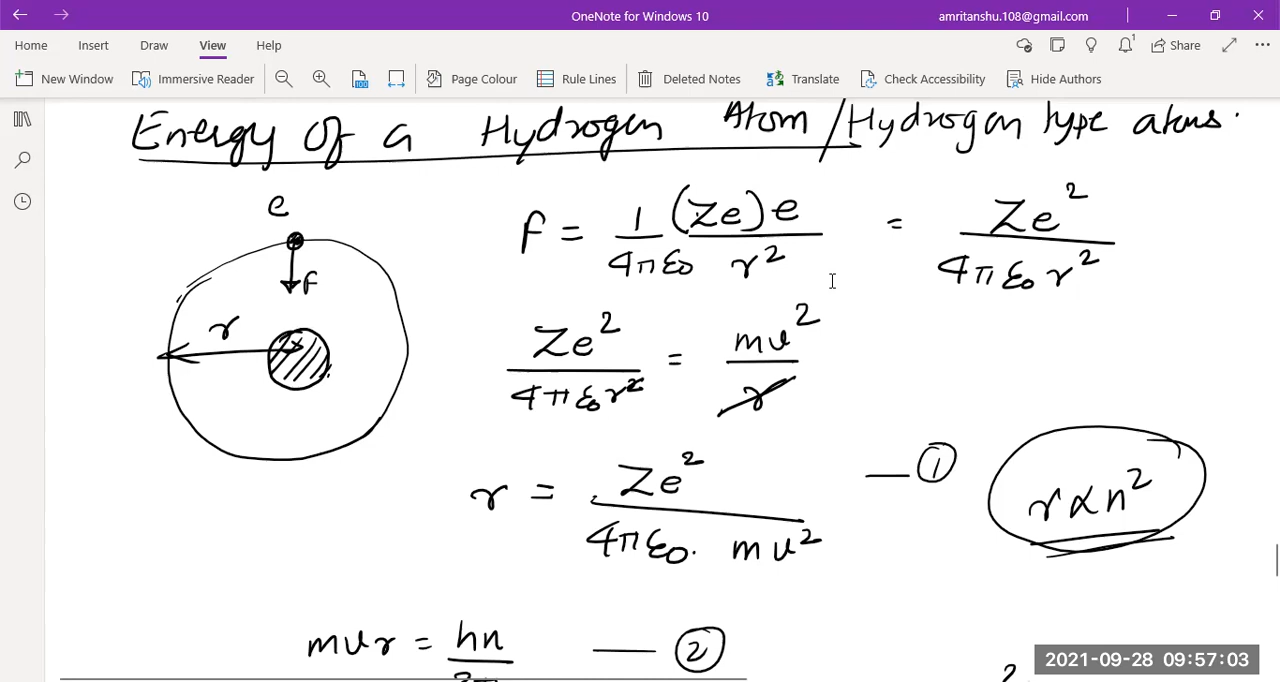 OneNote for Windows 10
amritanshu.108@gmail.com
Home Insert Draw View Help
1 Share
New Window Immersive Reader 100 Page Colour Rule Lines Deleted Notes Translate Check Accessibility Hide Authors
Energy Of a Hydrogen Atom/Hydrogen type atoms.
e
F
r
F = 1/4πε₀ (Ze)e/r² = Ze²/4πε₀r²
Ze²/4πε₀r² = mv²/r
r = Ze²/4πε₀. mv² — ①
r ∝ n²
mvr = hn/2π — ②
2021-09-28 09:57:03